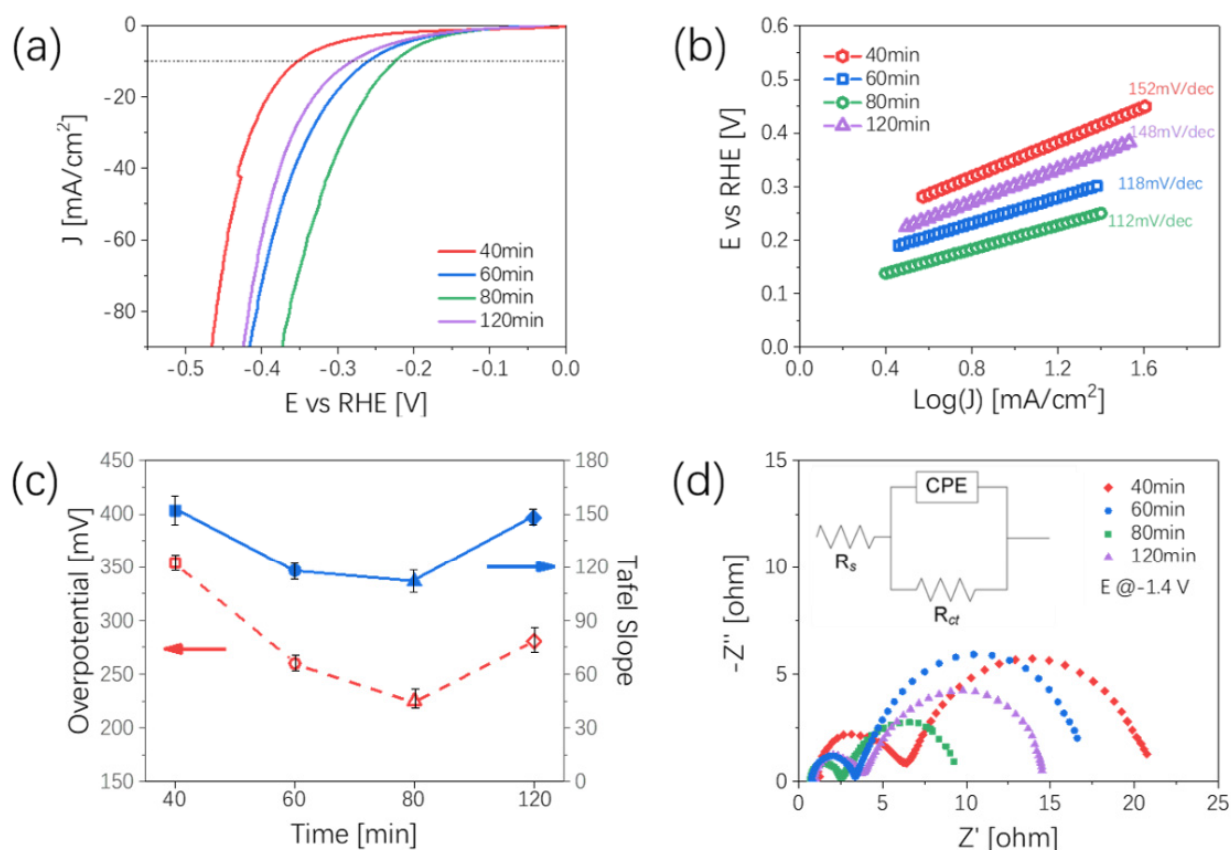 (a)
0
-20
-40
-60
-80
J [mA/cm²]
40min
60min
80min
120min
-0.5
-0.4
-0.3
-0.2
-0.1
0.0
E vs RHE [V]
(b)
0.6
0.5
0.4
0.3
0.2
0.1
0.0
E vs RHE [V]
40min
60min
80min
120min
152mV/dec
148mV/dec
118mV/dec
112mV/dec
0.4
0.8
1.2
1.6
Log(J) [mA/cm²]
(c)
450
400
350
300
250
200
150
Overpotential [mV]
180
150
120
90
60
30
0
Tafel Slope
40
60
80
120
Time [min]
(d)
15
10
5
0
-Z'' [ohm]
CPE
Rs
Rct
40min
60min
80min
120min
E @-1.4 V
0
5
10
15
20
25
Z' [ohm]